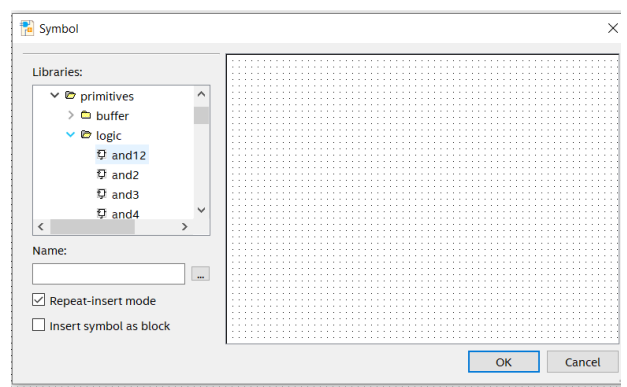 Symbol
Libraries:
primitives
buffer
logic
and12
and2
and3
and4
Name:
...
Repeat-insert mode
Insert symbol as block
OK
Cancel